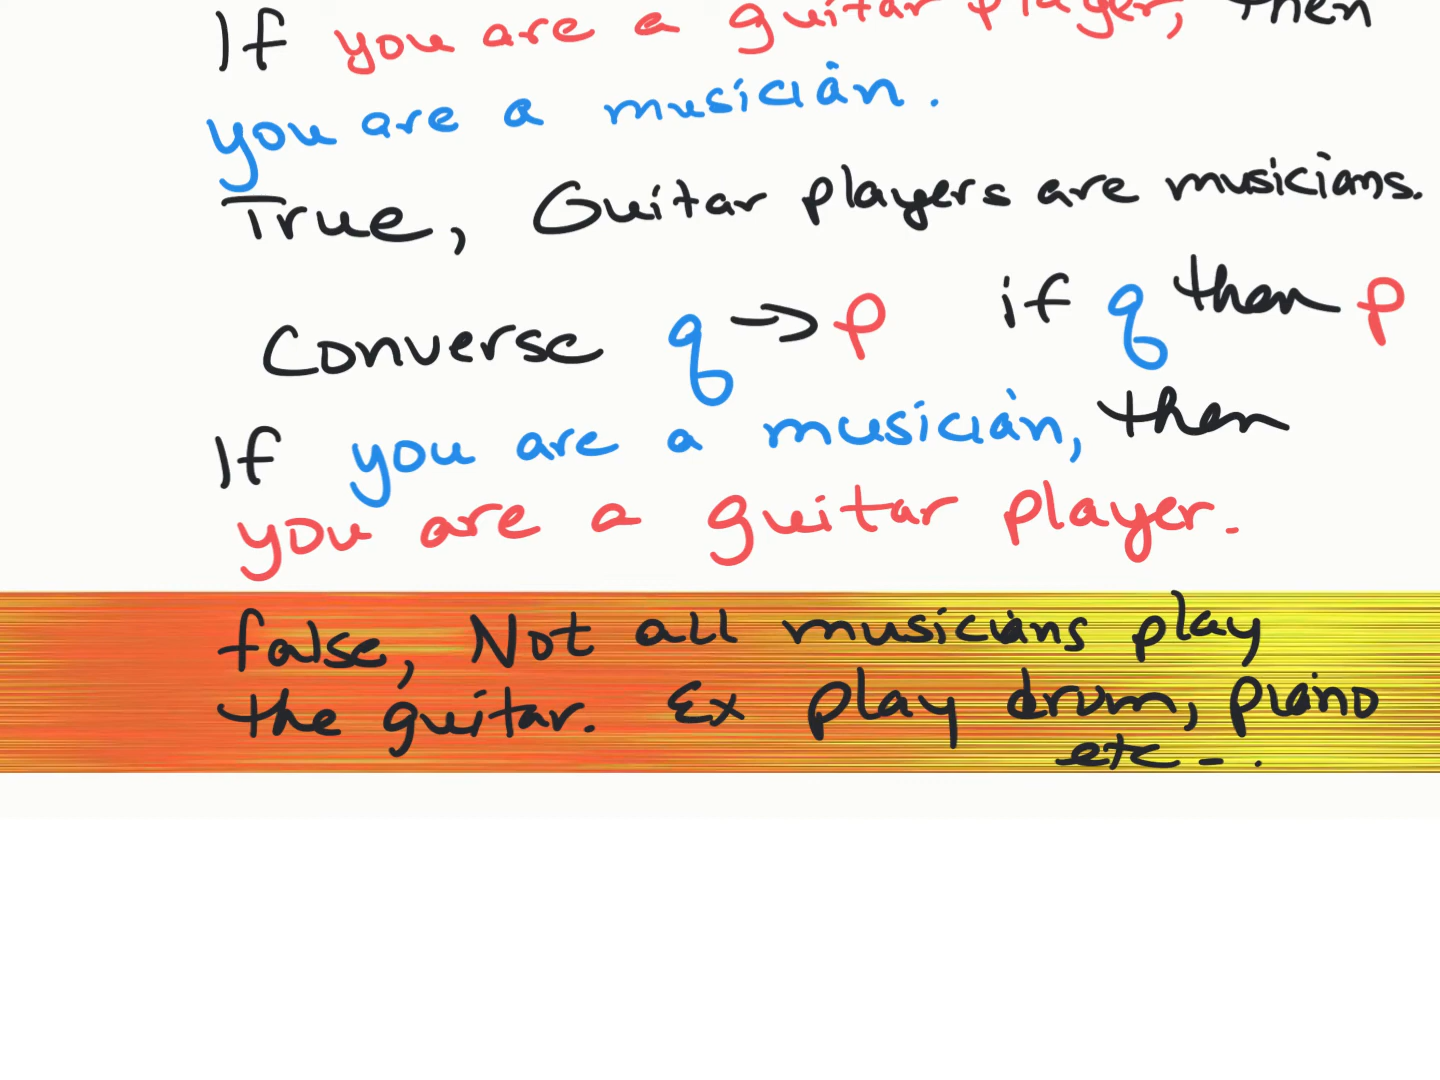 If you are a guitar player, then
you are a musician.
True, Guitar players are musicians.
Converse q → p if q then p
If you are a musician, then
you are a guitar player.
false, Not all musicians play
the guitar. Ex play drum, piano
etc - .